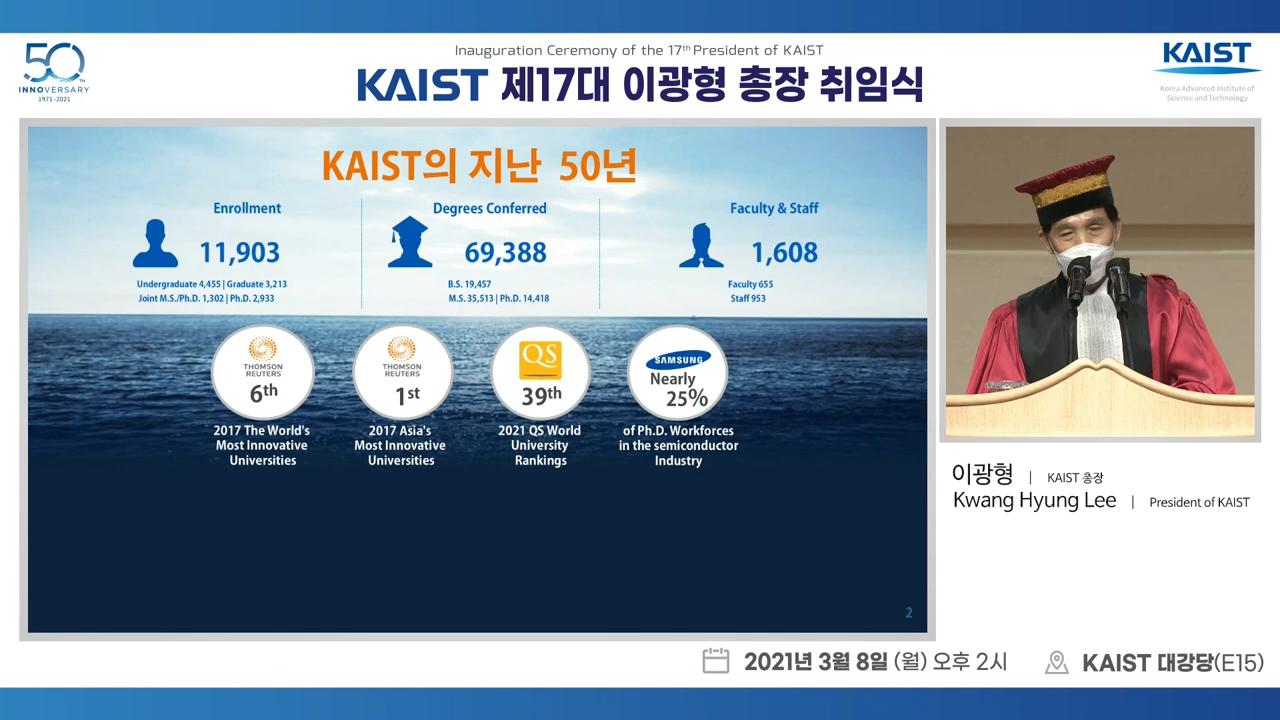 50TH
INNOVERSARY
1971-2021
Inauguration Ceremony of the 17th President of KAIST
KAIST 제17대 이광형 총장 취임식
KAIST
Korea Advanced Institute of
Science and Technology
KAIST의 지난 50년
Enrollment
11,903
Undergraduate 4,455 | Graduate 3,213
Joint M.S./Ph.D. 1,302 | Ph.D. 2,933
Degrees Conferred
69,388
B.S. 19,457
M.S. 35,513 | Ph.D. 14,418
Faculty & Staff
1,608
Faculty 655
Staff 953
THOMSON
REUTERS
6th
2017 The World's
Most Innovative
Universities
THOMSON
REUTERS
1st
2017 Asia's
Most Innovative
Universities
QS
39th
2021 QS World
University
Rankings
SAMSUNG
Nearly
25%
of Ph.D. Workforces
in the semiconductor
Industry
2
이광형 | KAIST 총장
Kwang Hyung Lee | President of KAIST
2021년 3월 8일 (월) 오후 2시
KAIST 대강당(E15)